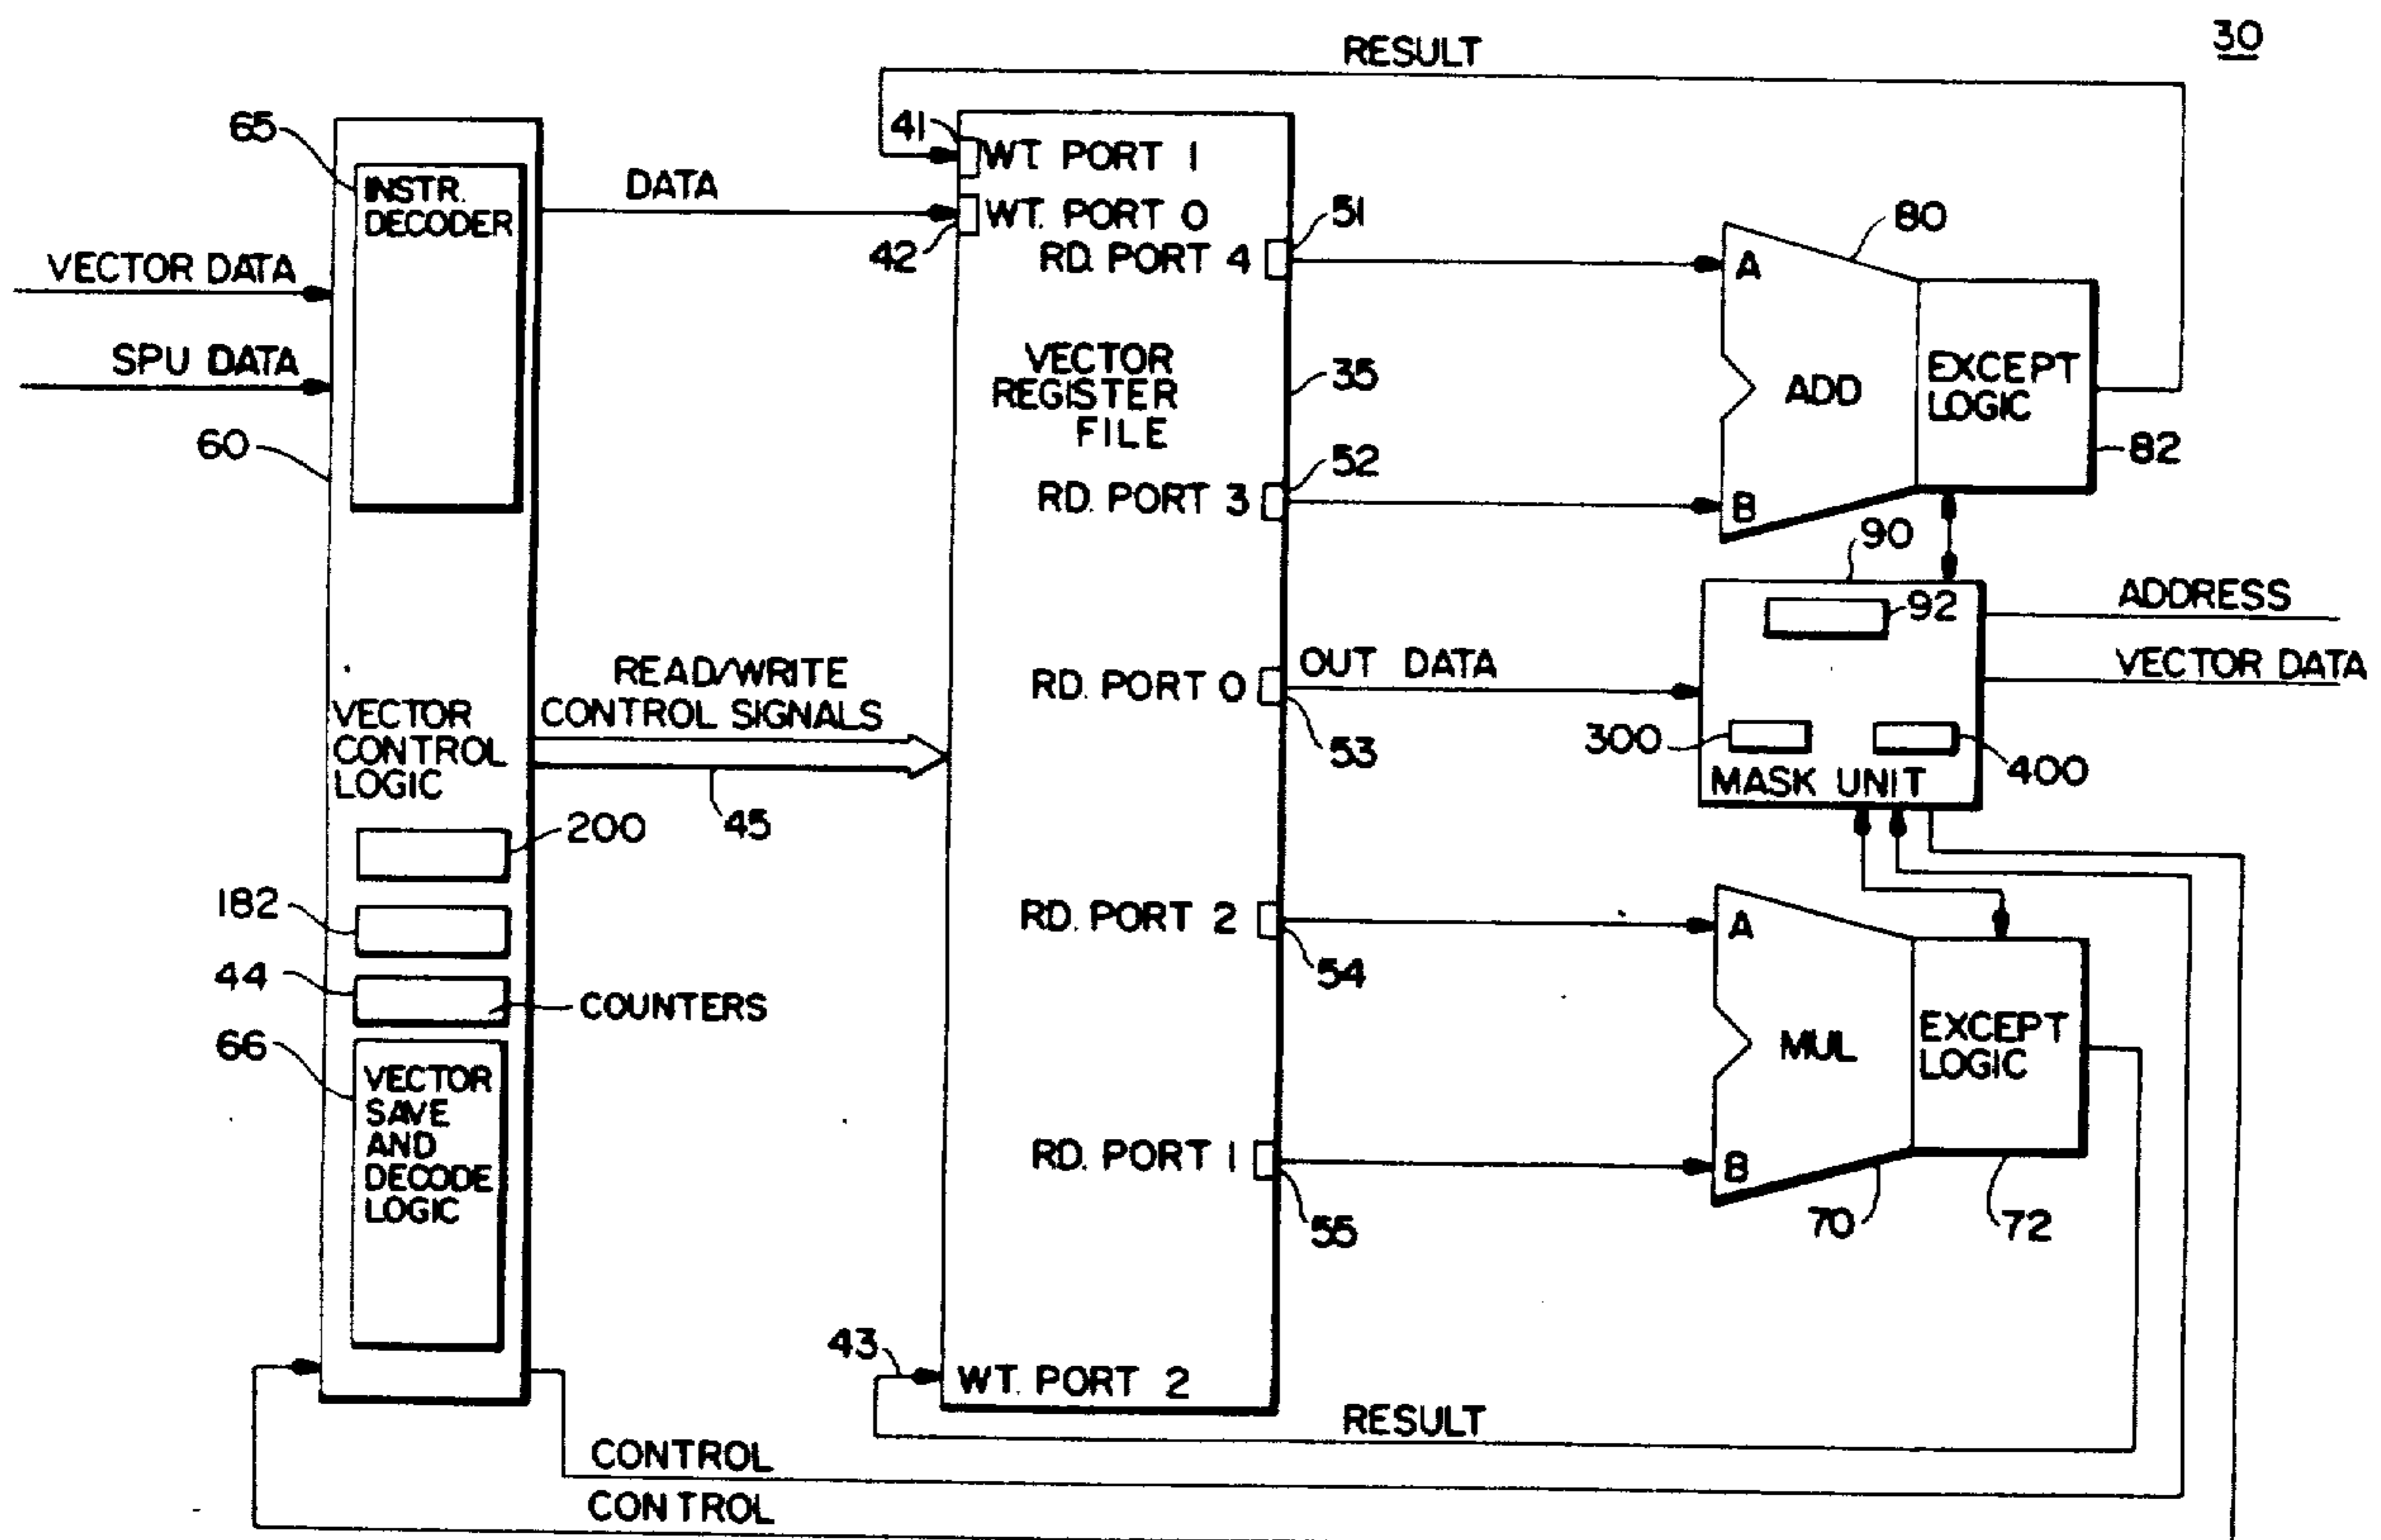 30
RESULT
65
INSTR.
DECODER
VECTOR DATA
SPU DATA
60
DATA
41
WT. PORT 1
WT. PORT 0
42
RD. PORT 4
51
VECTOR
REGISTER
FILE
35
RD. PORT 3
52
A
80
ADD
EXCEPT
LOGIC
82
B
90
92
ADDRESS
VECTOR DATA
RD. PORT 0
OUT DATA
53
300
400
MASK UNIT
READ/WRITE
CONTROL SIGNALS
45
VECTOR
CONTROL
LOGIC
200
182
44
COUNTERS
66
VECTOR
SAVE
AND
DECODE
LOGIC
RD. PORT 2
54
A
MUL
EXCEPT
LOGIC
RD. PORT 1
55
B
70
72
43
WT. PORT 2
RESULT
CONTROL
CONTROL